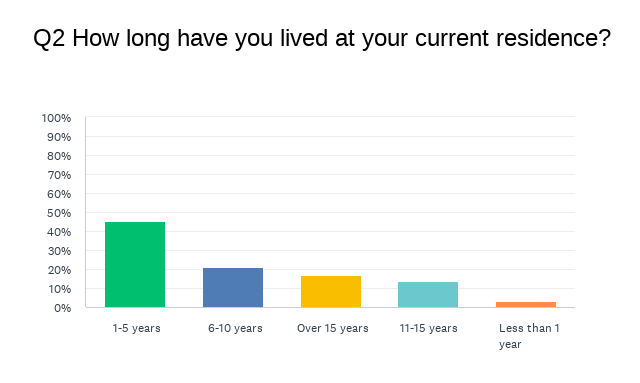 Q2 How long have you lived at your current residence?
100%
90%
80%
70%
60%
50%
40%
30%
20%
10%
0%
1-5 years
6-10 years
Over 15 years
11-15 years
Less than 1
year